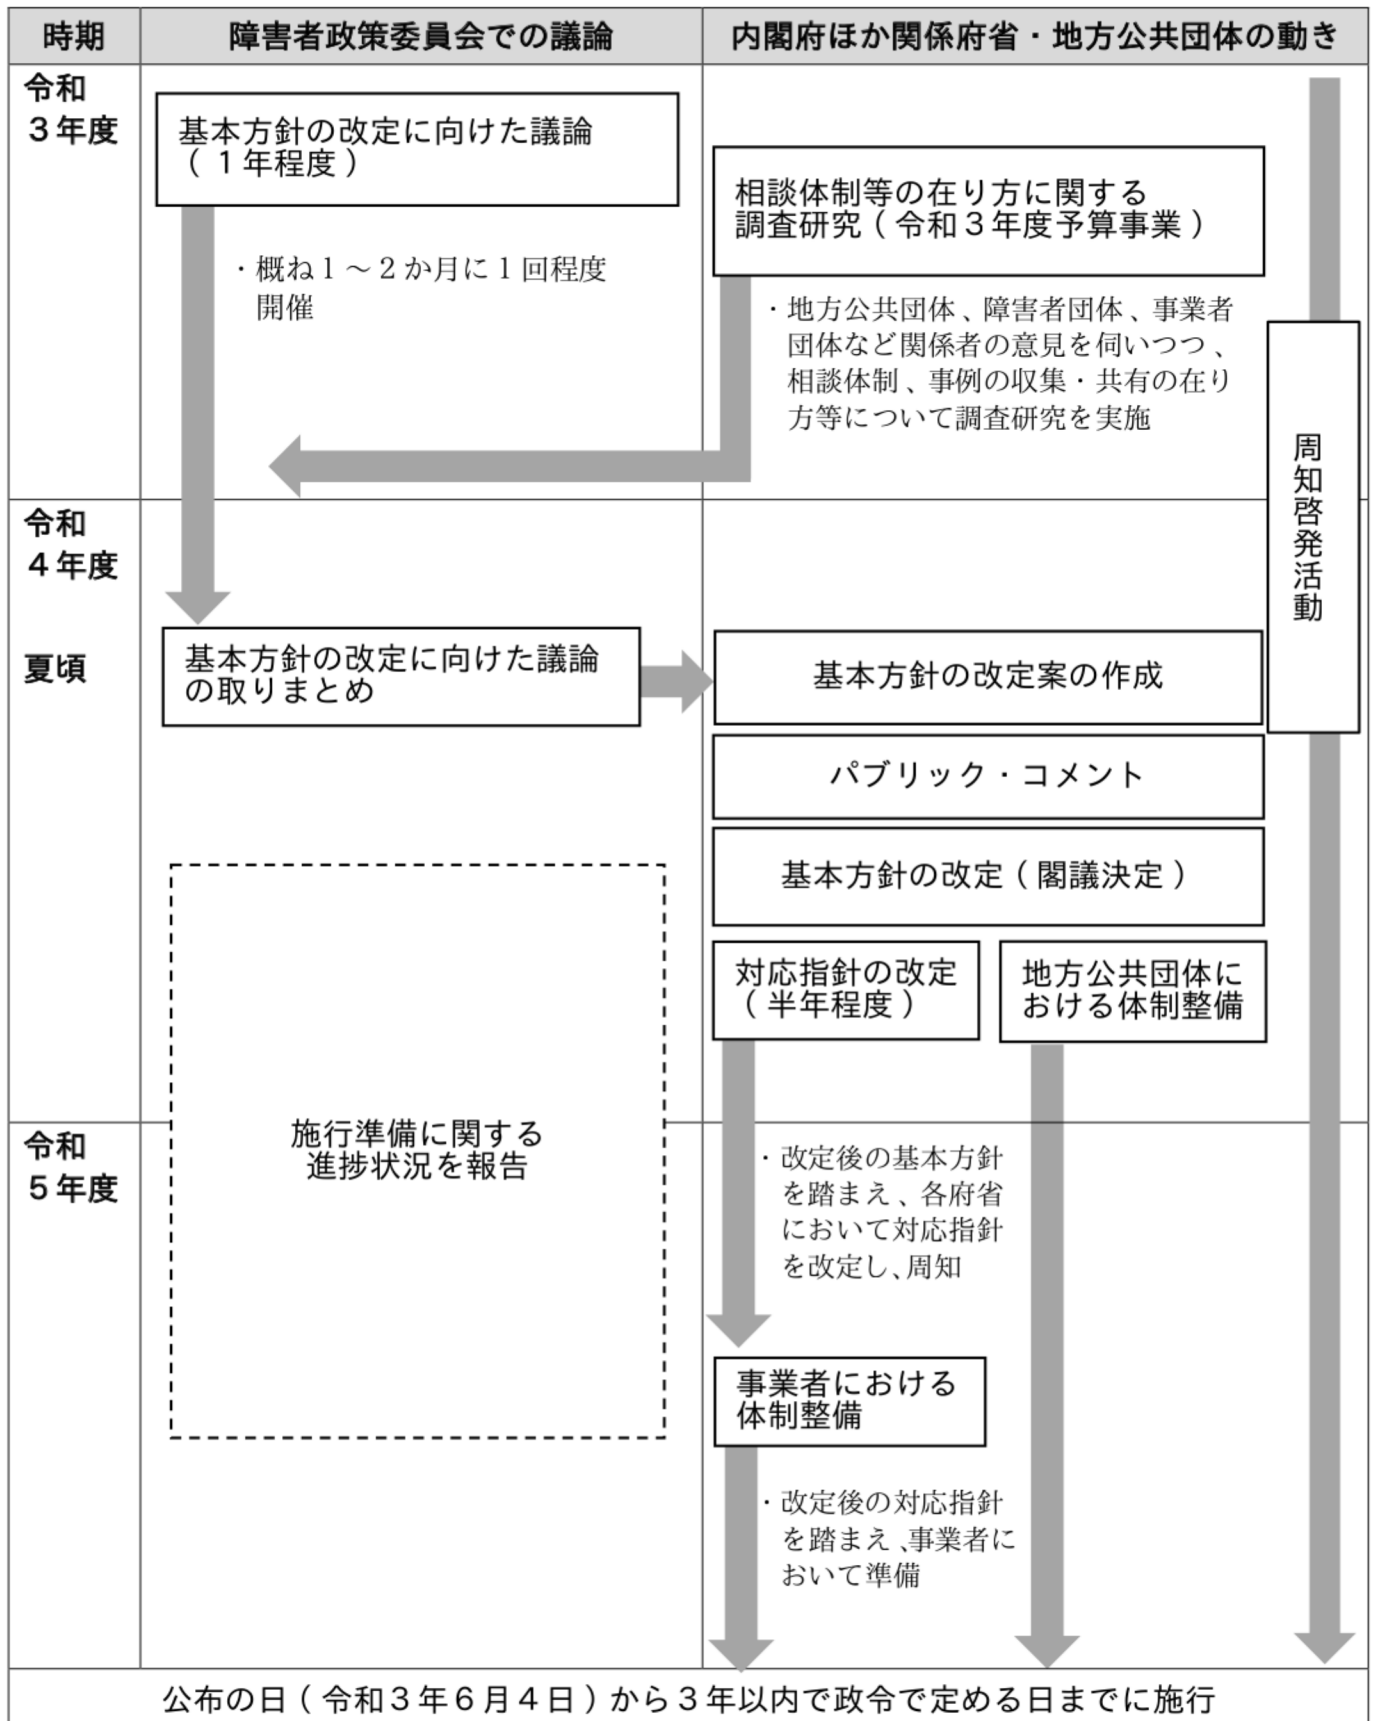 時期
障害者政策委員会での議論
内閣府ほか関係府省・地方公共団体の動き
令和
３年度
基本方針の改定に向けた議論
（１年程度）
・概ね１～２か月に１回程度
開催
相談体制等の在り方に関する
調査研究（令和３年度予算事業）
・地方公共団体、障害者団体、事業者
団体など関係者の意見を伺いつつ、
相談体制、事例の収集・共有の在り
方等について調査研究を実施
周知啓発活動
令和
４年度
夏頃
基本方針の改定に向けた議論
の取りまとめ
基本方針の改定案の作成
パブリック・コメント
基本方針の改定（閣議決定）
対応指針の改定
（半年程度）
地方公共団体に
おける体制整備
施行準備に関する
進捗状況を報告
令和
５年度
・改定後の基本方針
を踏まえ、各府省
において対応指針
を改定し、周知
事業者における
体制整備
・改定後の対応指針
を踏まえ、事業者に
おいて準備
公布の日（令和３年６月４日）から３年以内で政令で定める日までに施行